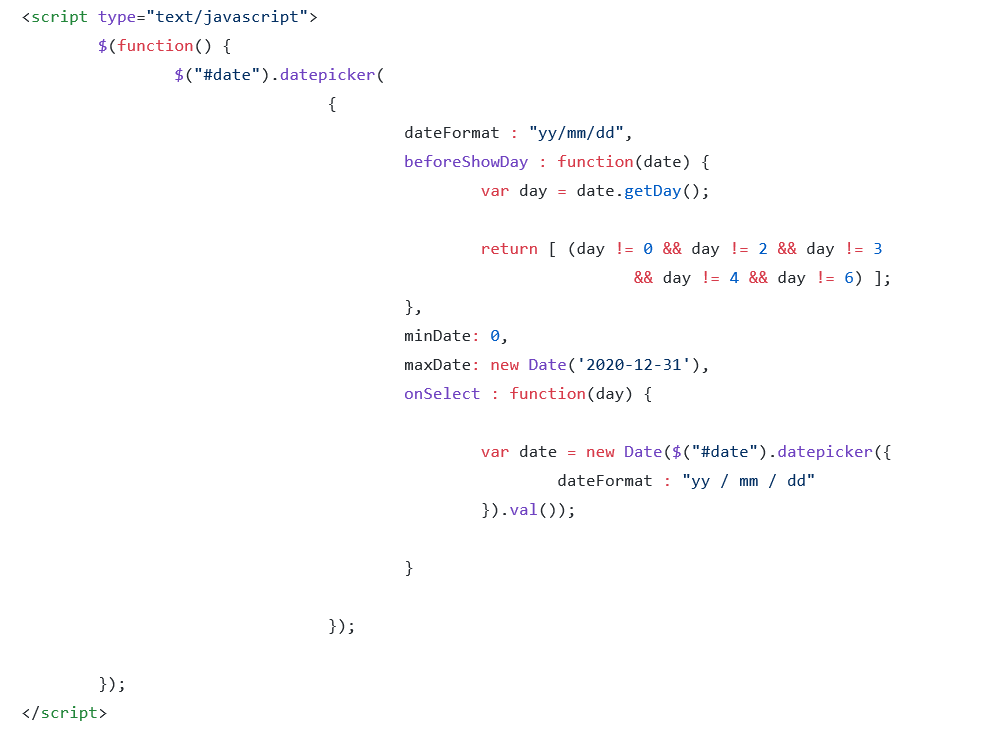 <script type="text/javascript">
$(function() {
$("#date").datepicker(
{
dateFormat : "yy/mm/dd",
beforeShowDay : function(date) {
var day = date.getDay();
return [ (day != 0 && day != 2 && day != 3
&& day != 4 && day != 6) ];
},
minDate: 0,
maxDate: new Date('2020-12-31'),
onSelect : function(day) {
var date = new Date($("#date").datepicker({
dateFormat : "yy / mm / dd"
}).val());
}
});
});
</script>